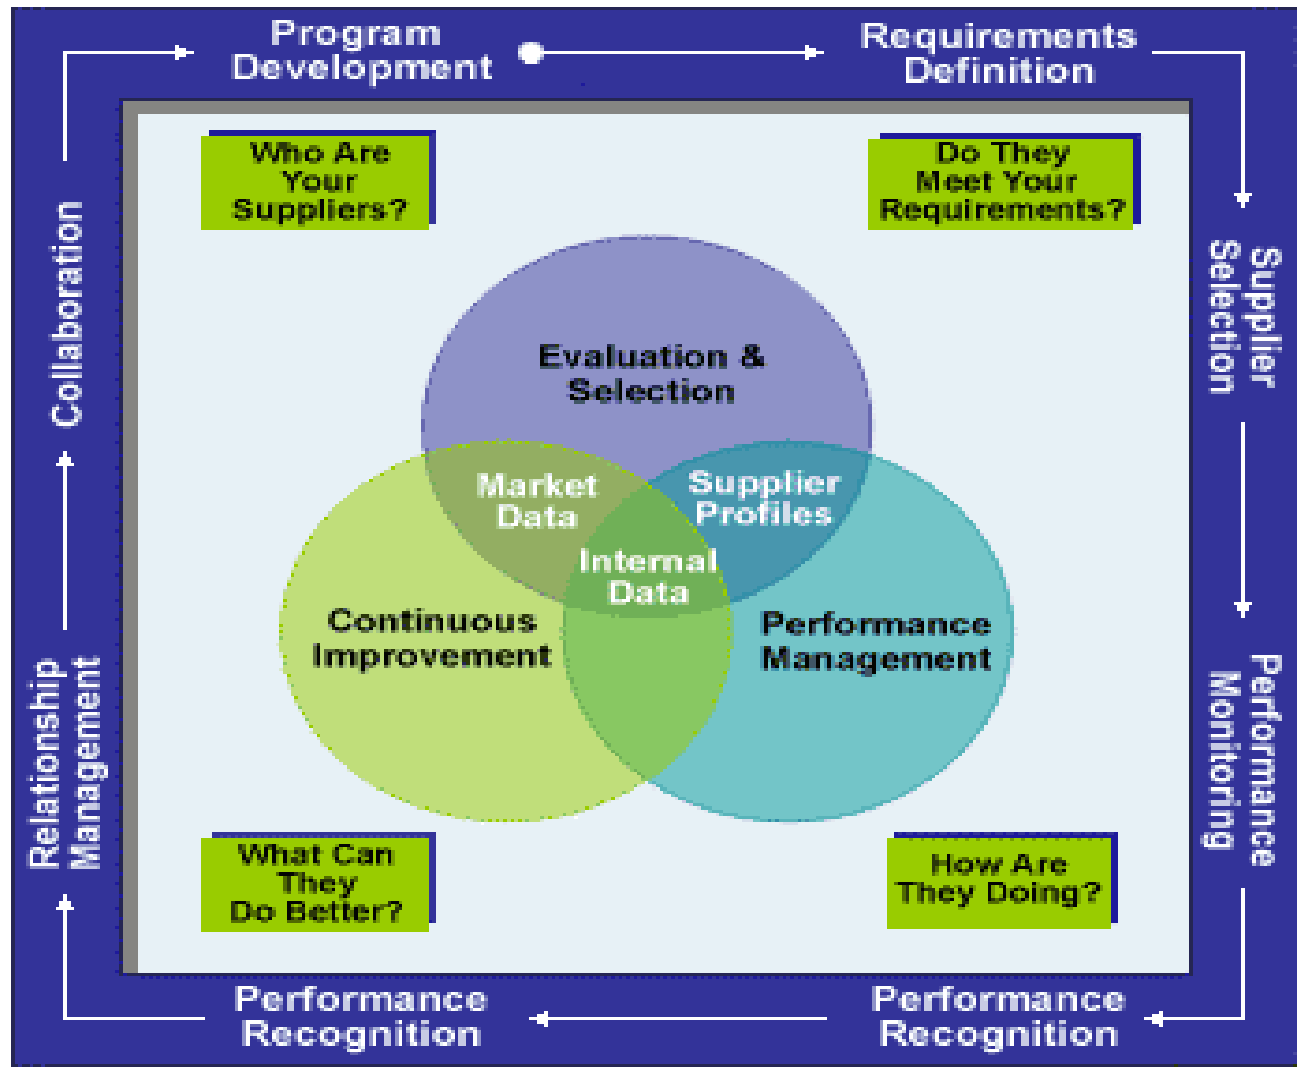 Program
Development
Requirements
Definition
Who Are
Your
Suppliers?
Do They
Meet Your
Requirements?
Collaboration
Supplier
Selection
Evaluation &
Selection
Market
Data
Supplier
Profiles
Internal
Data
Continuous
Improvement
Performance
Management
Relationship
Management
Performance
Monitoring
What Can
They
Do Better?
How Are
They Doing?
Performance
Recognition
Performance
Recognition